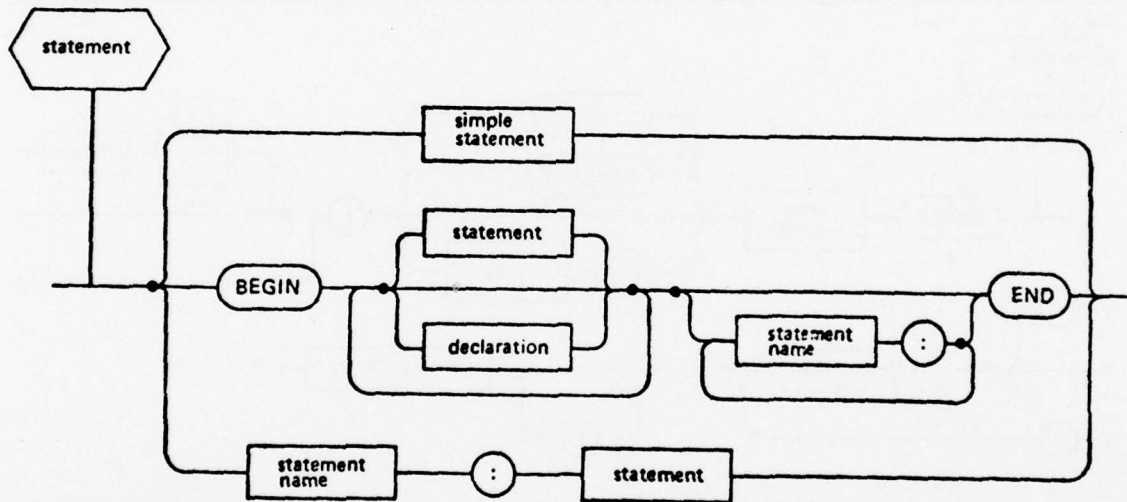 statement
simple
statement
statement
BEGIN
END
statement
name
:
declaration
statement
name
:
statement